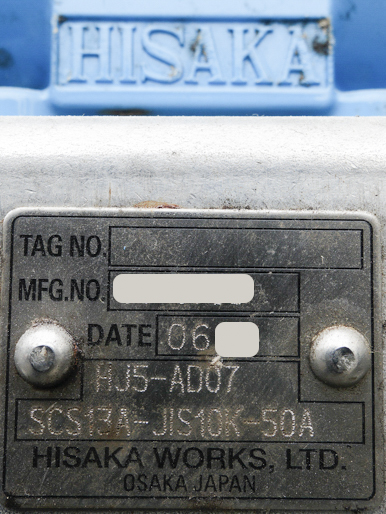 HISAKA
TAG NO.
MFG.NO.
DATE 06
HJ5-AD07
SCS13A-JIS10K-50A
HISAKA WORKS, LTD.
OSAKA JAPAN